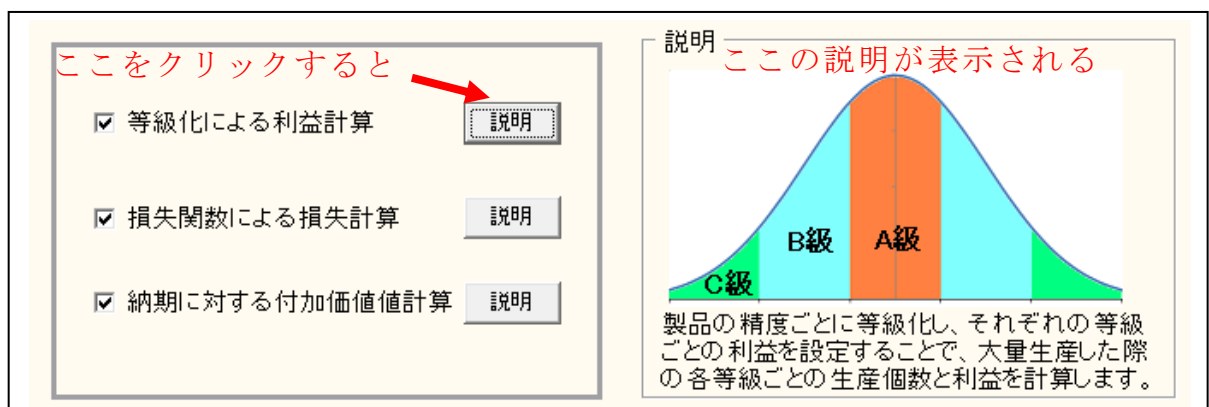 ここをクリックすると
等級化による利益計算
説明
損失関数による損失計算
説明
納期に対する付加価値値計算
説明
説明
ここの説明が表示される
B級
A級
C級
製品の精度ごとに等級化し、それぞれの等級
ごとの利益を設定することで、大量生産した際
の各等級ごとの生産個数と利益を計算します。